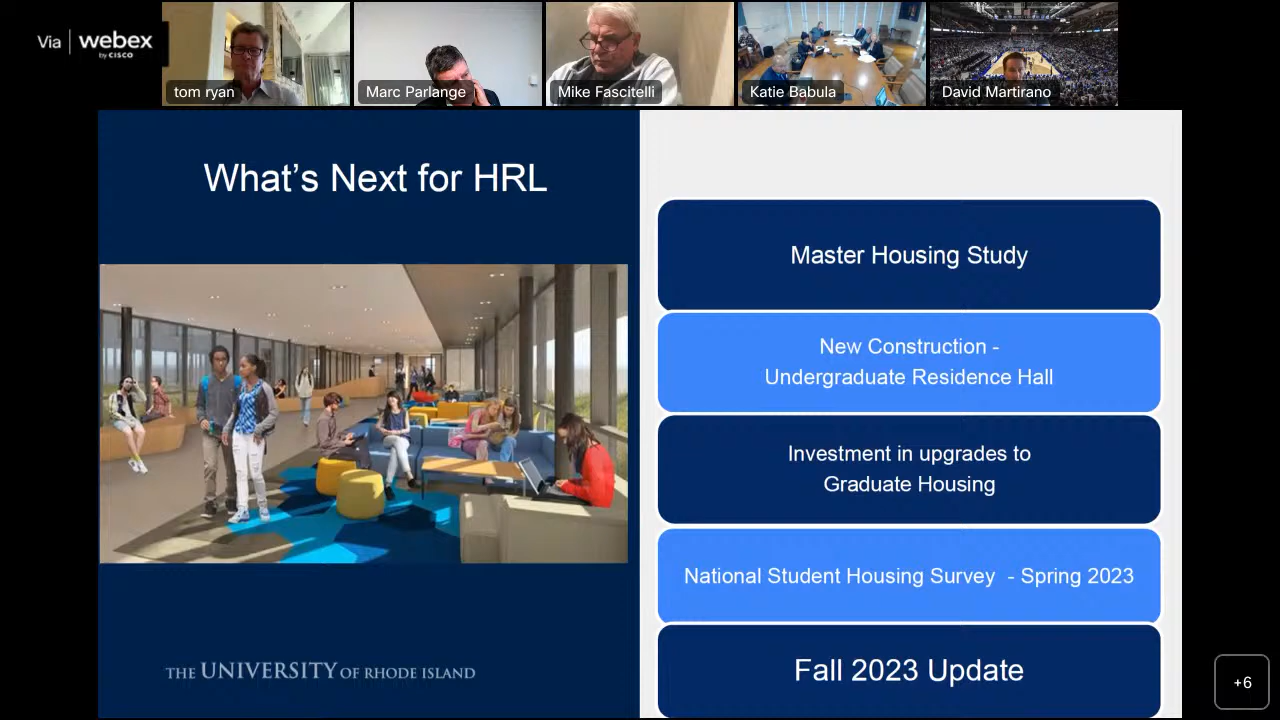 Via webex
by CISCO
tom ryan
Marc Parlange
Mike Fascitelli
Katie Babula
David Martirano
What's Next for HRL
Master Housing Study
New Construction -
Undergraduate Residence Hall
Investment in upgrades to
Graduate Housing
National Student Housing Survey - Spring 2023
Fall 2023 Update
THE UNIVERSITY OF RHODE ISLAND
+6